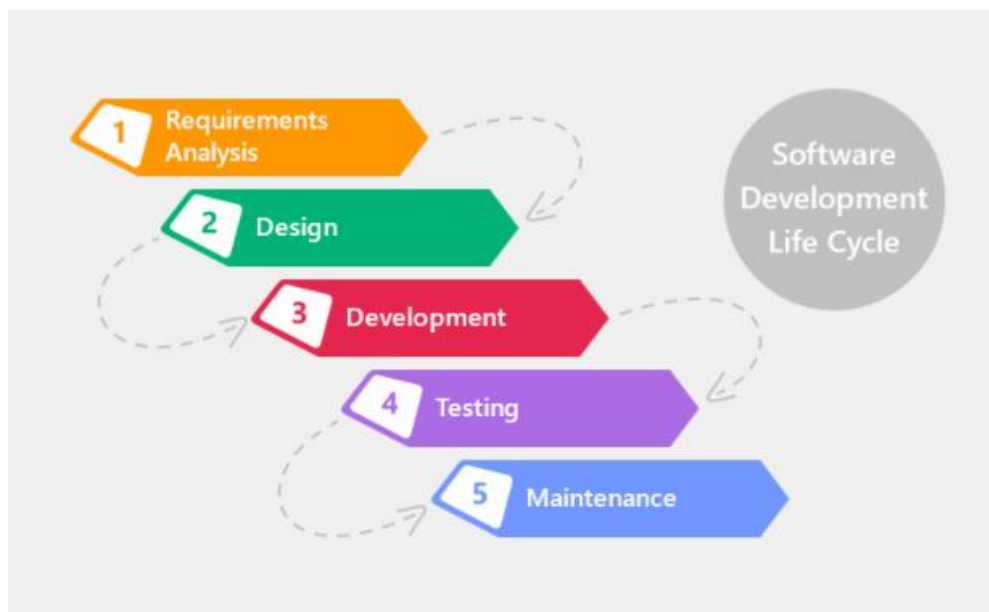 1
Requirements
Analysis
2
Design
3
Development
4
Testing
5
Maintenance
Software
Development
Life Cycle